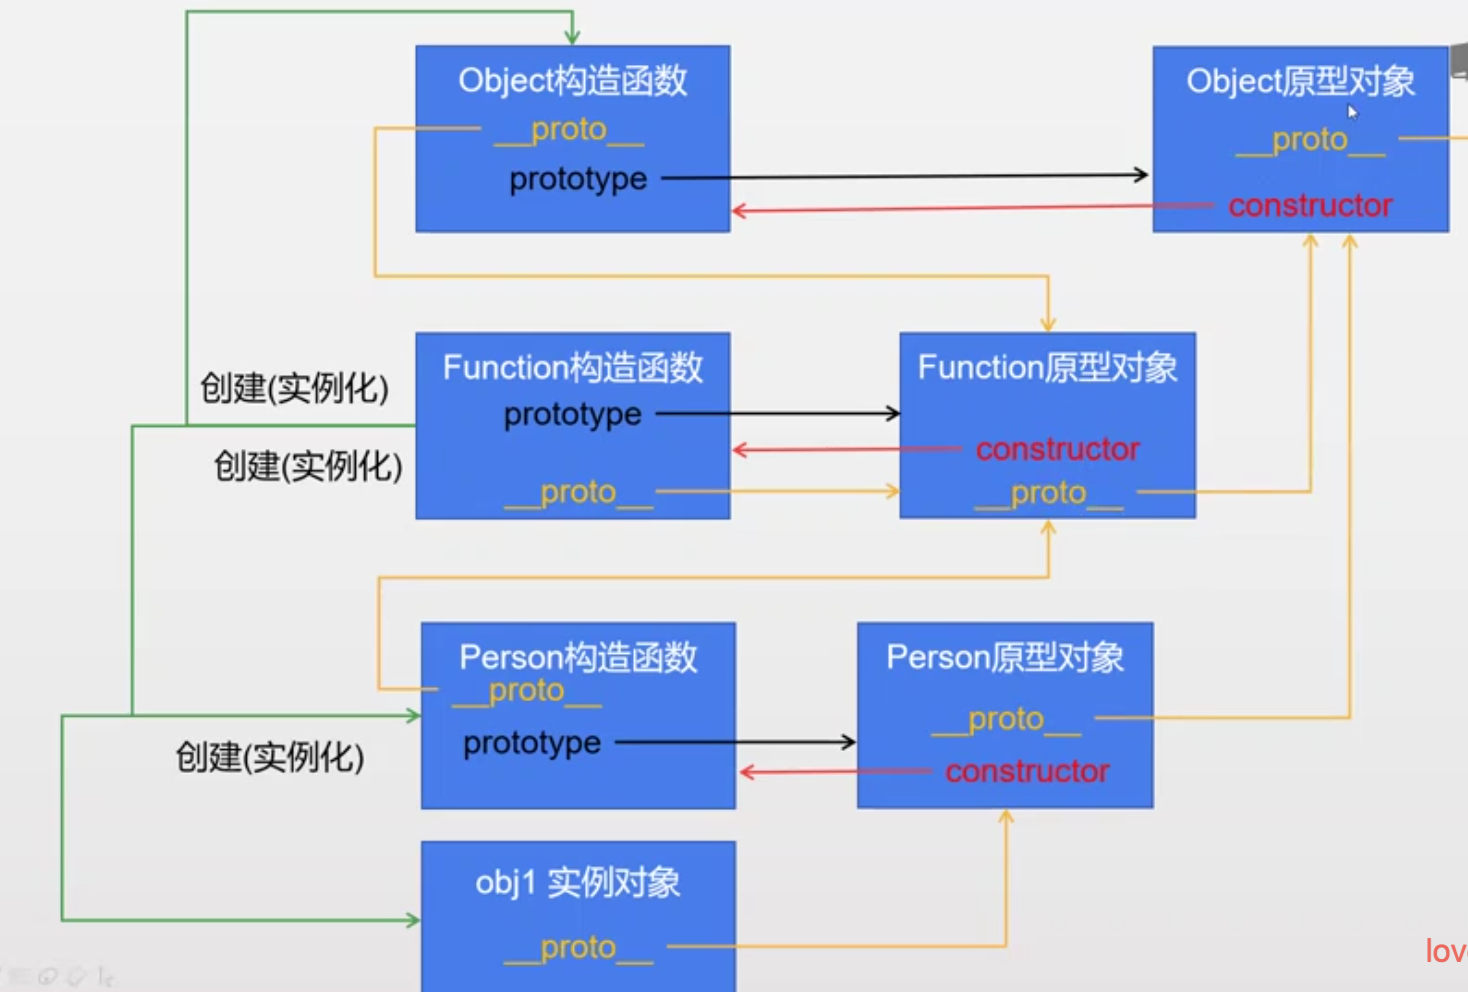 Object构造函数
__proto__
prototype
Object原型对象
__proto__
constructor
创建(实例化)
创建(实例化)
Function构造函数
prototype
__proto__
Function原型对象
constructor
__proto__
Person构造函数
__proto__
prototype
Person原型对象
__proto__
constructor
创建(实例化)
obj1 实例对象
__proto__